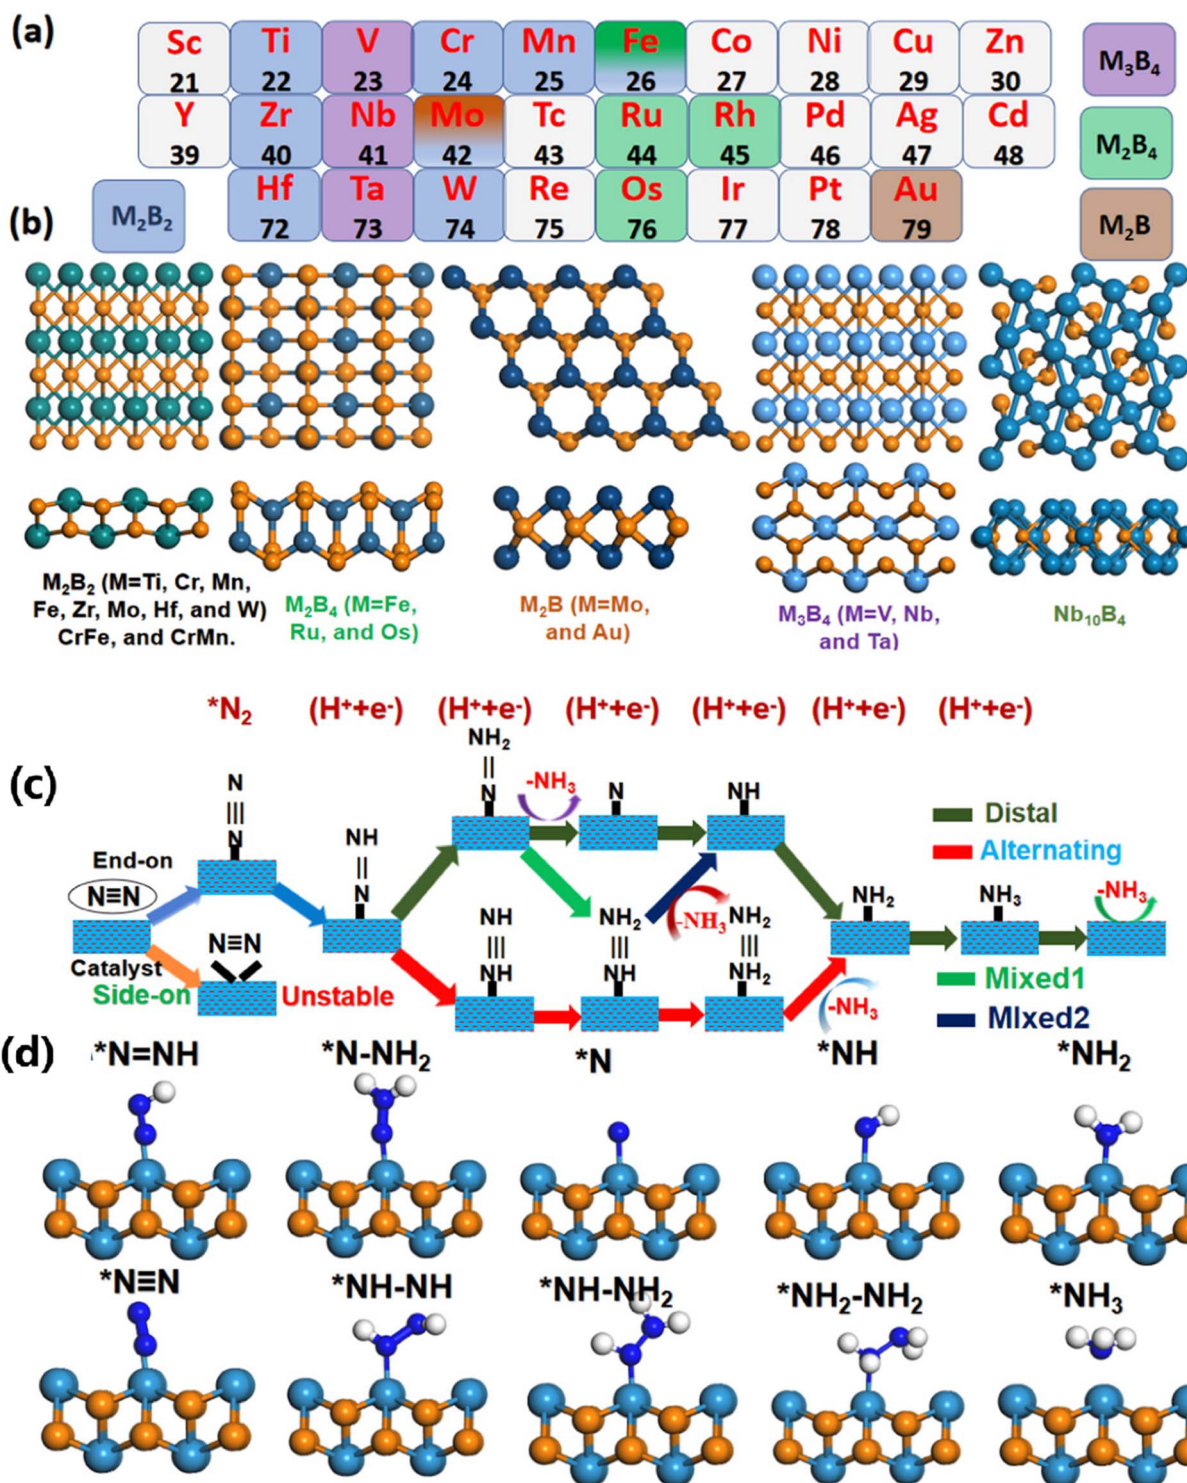 (a)
Sc Ti V Cr Mn Fe Co Ni Cu Zn
21 22 23 24 25 26 27 28 29 30
M₃B₄
Y Zr Nb Mo Tc Ru Rh Pd Ag Cd
39 40 41 42 43 44 45 46 47 48
M₂B₄
Hf Ta W Re Os Ir Pt Au
72 73 74 75 76 77 78 79
M₂B₂
M₂B
(b)
M₂B₂ (M=Ti, Cr, Mn,
Fe, Zr, Mo, Hf, and W)
CrFe, and CrMn.
M₂B₄ (M=Fe,
Ru, and Os)
M₂B (M=Mo,
and Au)
M₃B₄ (M=V, Nb,
and Ta)
Nb₁₀B₄
*N₂ (H⁺+e⁻) (H⁺+e⁻) (H⁺+e⁻) (H⁺+e⁻) (H⁺+e⁻) (H⁺+e⁻)
(c)
End-on
N≡N
Catalyst
Side-on
N
|||
N
N≡N
Unstable
NH
||
N
NH₂
||
N
-NH₃
N
NH
NH
|||
NH
NH₂
|||
NH
-NH₃
NH₂
|||
NH₂
-NH₃
NH₂
NH₃
-NH₃
Distal
Alternating
Mixed1
MIxed2
(d)
*N=NH *N-NH₂ *N *NH *NH₂
*N≡N *NH-NH *NH-NH₂ *NH₂-NH₂ *NH₃